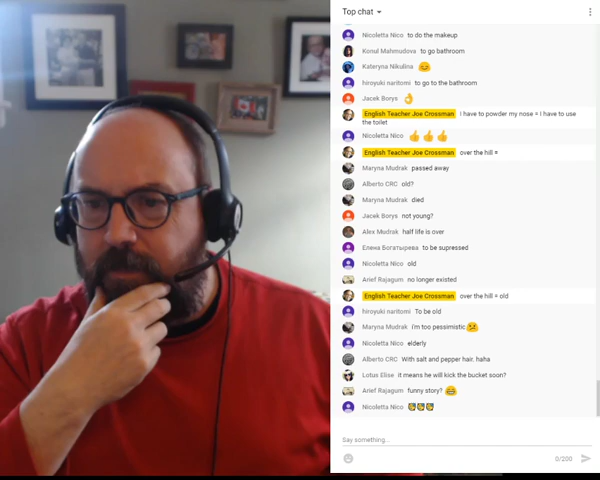 Top chat
Nicoletta Nico to do the makeup
Konul Mahmudova to go bathroom
Kateryna Nikulina
hiroyuki naritomi to go to the bathroom
Jacek Borys
English Teacher Joe Crossman I have to powder my nose = I have to use
the toilet
Nicoletta Nico
English Teacher Joe Crossman over the hill =
Maryna Mudrak passed away
Alberto CRC old?
Maryna Mudrak died
Jacek Borys not young?
Alex Mudrak half life is over
Елена Богатырева to be supressed
Nicoletta Nico old
Arief Rajagum no longer existed
English Teacher Joe Crossman over the hill = old
hiroyuki naritomi To be old
Maryna Mudrak i'm too pessimistic
Nicoletta Nico elderly
Alberto CRC With salt and pepper hair. haha
Lotus Elise it means he will kick the bucket soon?
Arief Rajagum funny story?
Nicoletta Nico
Say something...
0/200